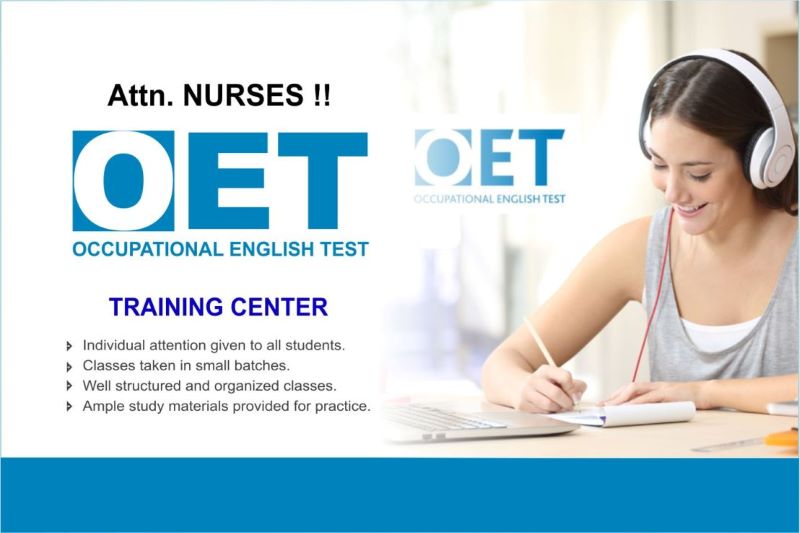 Attn. NURSES !!
OET
OCCUPATIONAL ENGLISH TEST
OET
OCCUPATIONAL ENGLISH TEST
TRAINING CENTER
Individual attention given to all students.
Classes taken in small batches.
Well structured and organized classes.
Ample study materials provided for practice.